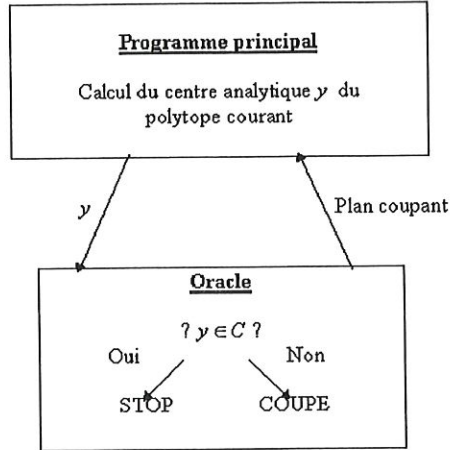 Programme principal
Calcul du centre analytique y du
polytope courant
y
Plan coupant
Oracle
? y ∈ C ?
Oui
Non
STOP
COUPE